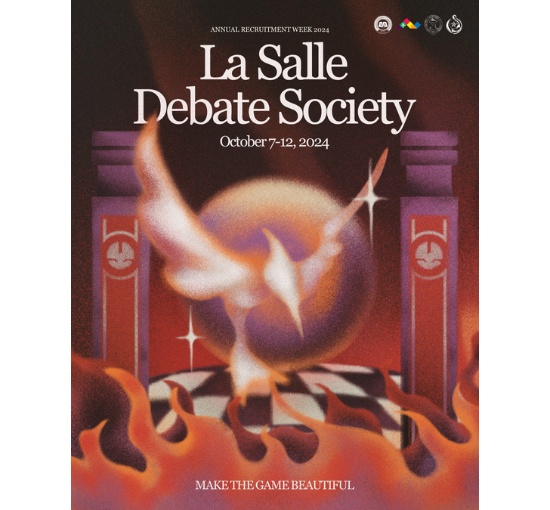 ANNUAL RECRUITMENT WEEK 2024
La Salle
Debate Society
October 7-12, 2024
MAKE THE GAME BEAUTIFUL